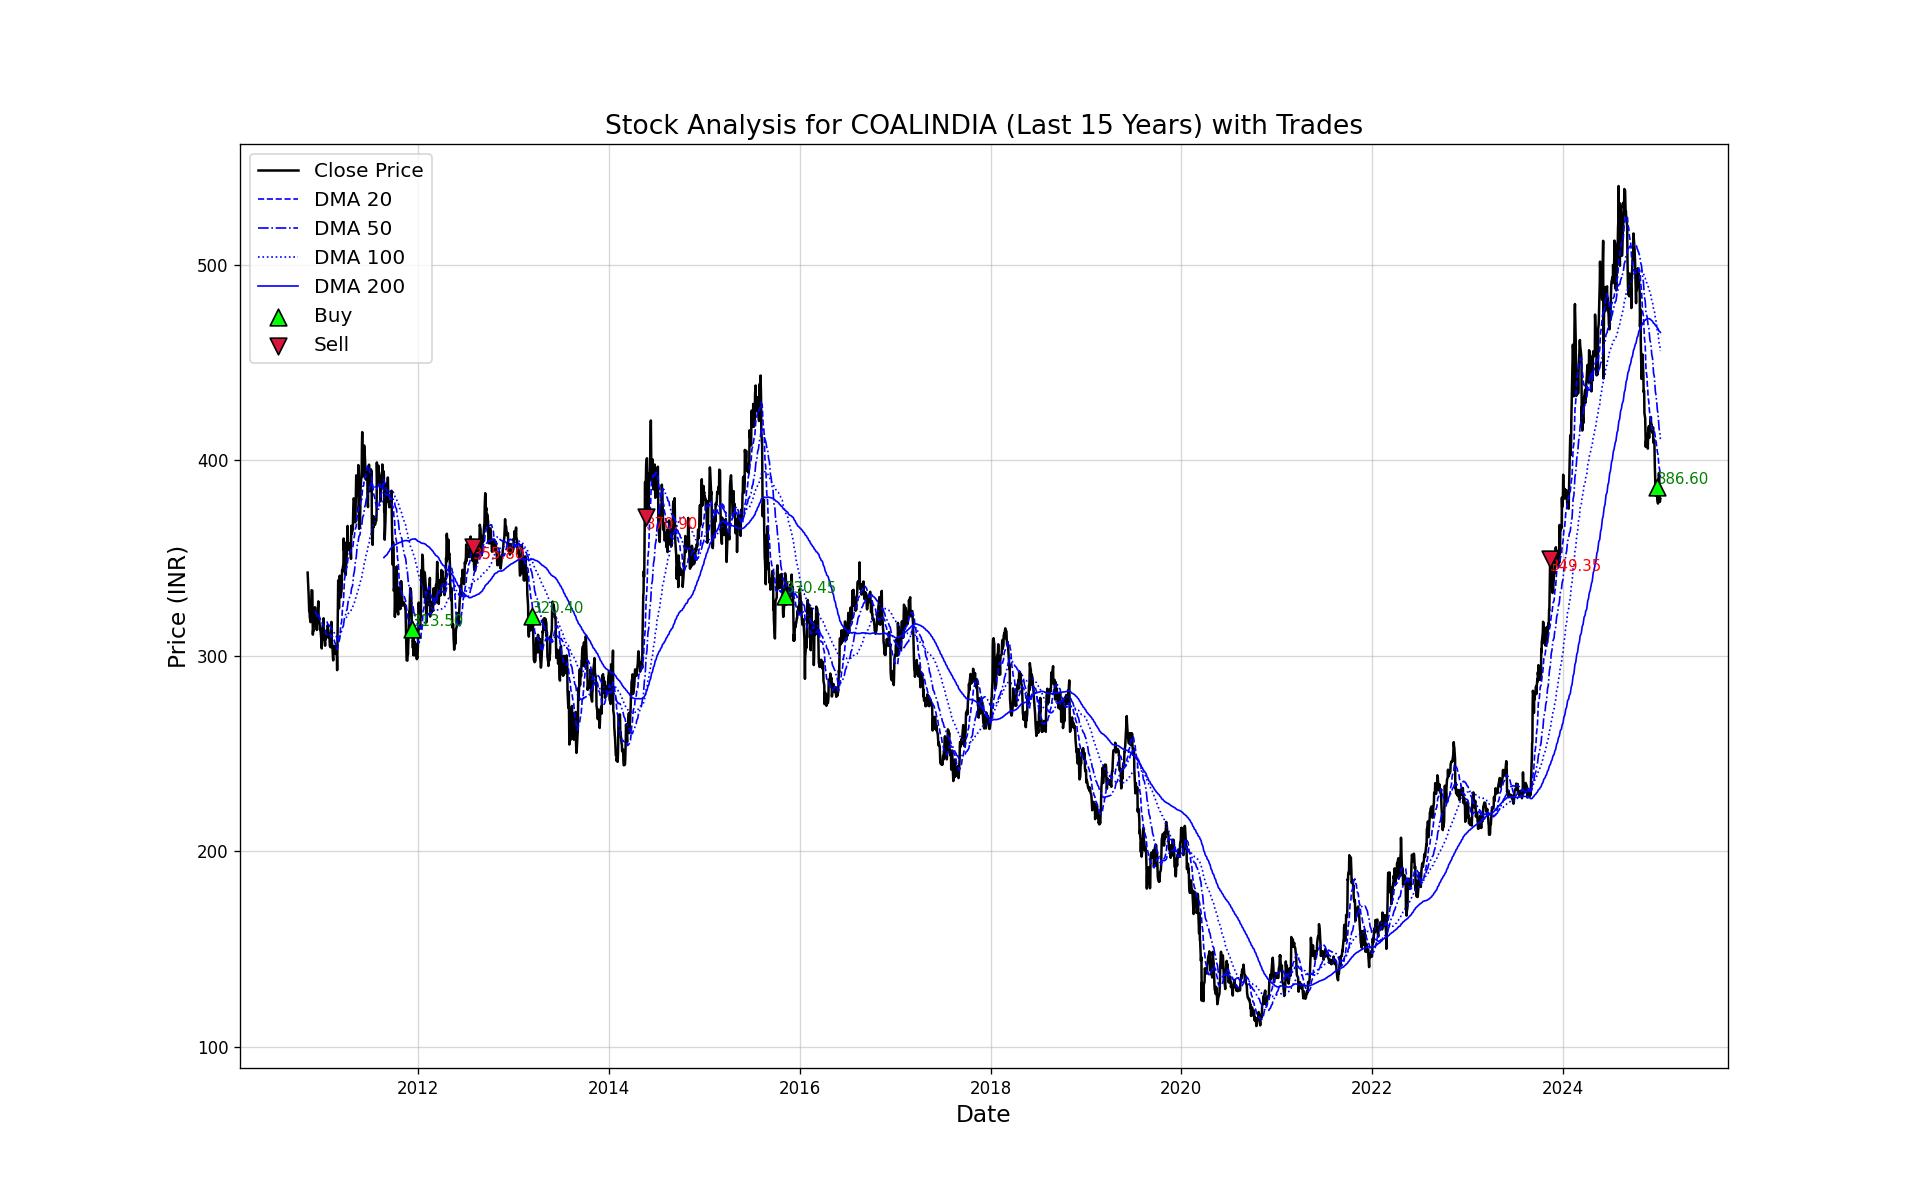 Stock Analysis for COALINDIA (Last 15 Years) with Trades
Close Price
DMA 20
DMA 50
DMA 100
DMA 200
Buy
Sell
Price (INR)
500
400
300
200
100
386.60
320.45
320.40
349.35
2012
2014
2016
2018
2020
2022
2024
Date